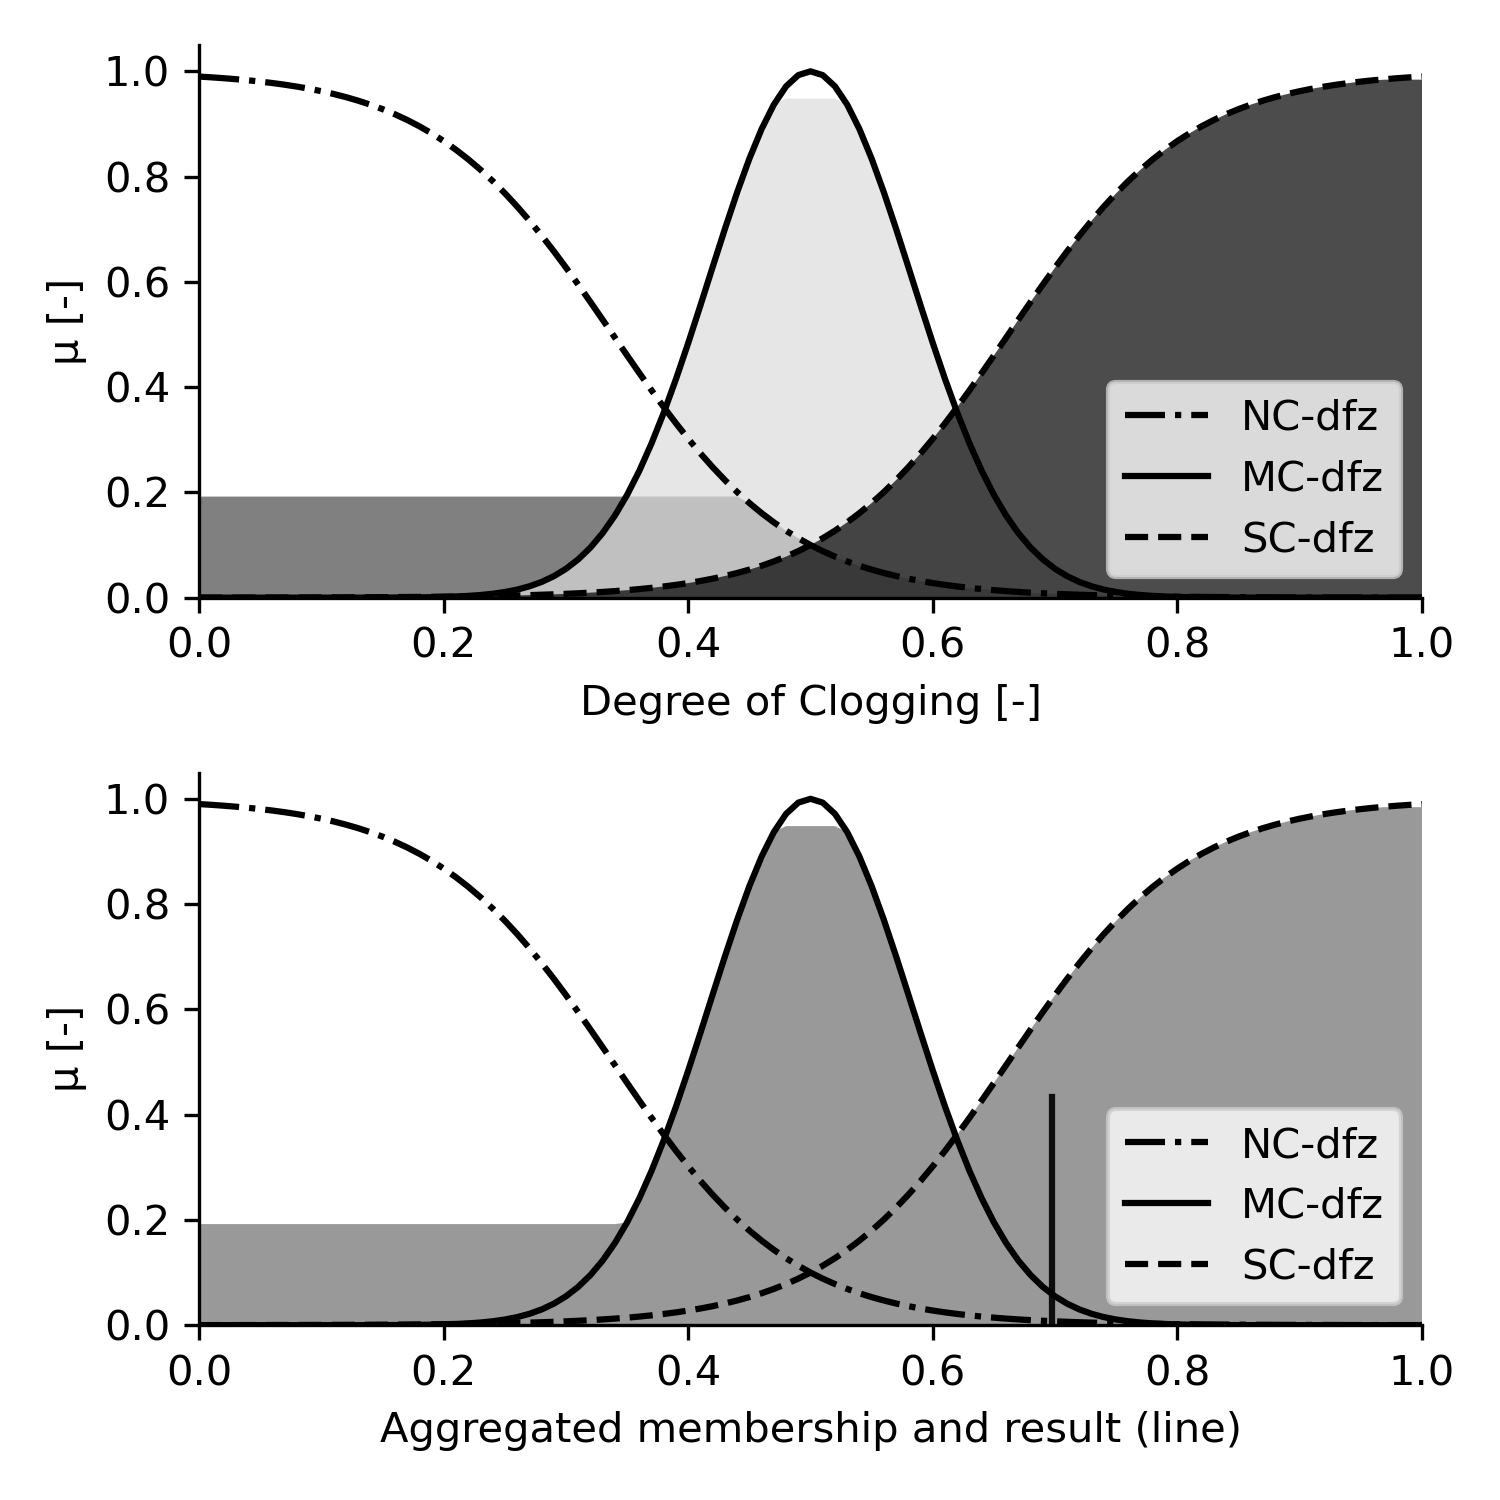 1.0
0.8
0.6
0.4
0.2
0.0
µ [-]
NC-dfz
MC-dfz
SC-dfz
0.0 0.2 0.4 0.6 0.8 1.0
Degree of Clogging [-]
1.0
0.8
0.6
0.4
0.2
0.0
µ [-]
NC-dfz
MC-dfz
SC-dfz
0.0 0.2 0.4 0.6 0.8 1.0
Aggregated membership and result (line)